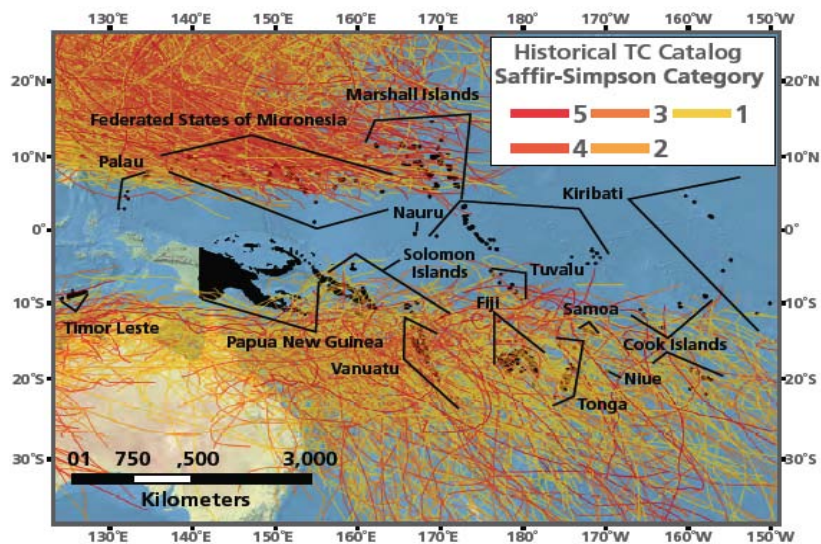 130˚ 140˚ 150˚ 160˚ 170˚ 180˚ 170˚W 160˚W 150˚W
Historical TC Catalog
Saffir-Simpson Category
5 3 1
4 2
20˚N 20˚N
Marshall Islands
Federated States of Micronesia
10˚N 10˚N
Palau
Kiribati
Nauru
0˚ 0˚
Solomon
Islands
Tuvalu
10˚S 10˚S
Fiji
Samoa
Timor Leste
Papua New Guinea
Cook Islands
Vanuatu
Niue
20˚S 20˚S
Tonga
30˚S 30˚S
01 750 ,500 3,000
Kilometers
130˚ 140˚ 150˚ 160˚ 170˚ 180˚ 170˚W 160˚W 150˚W